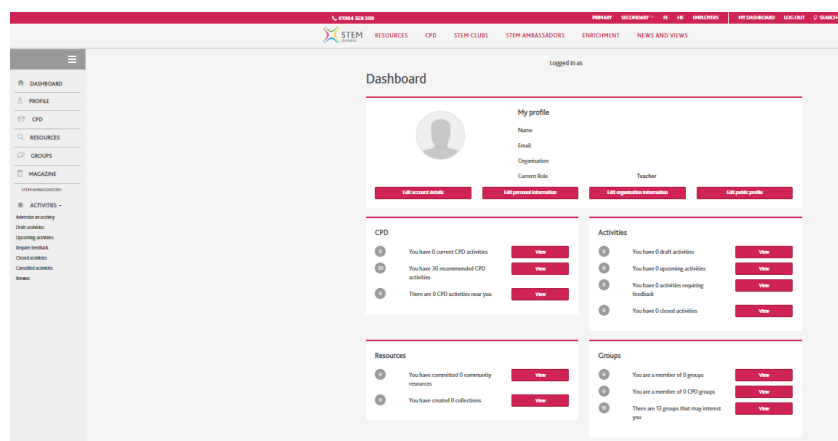 01904 328 300
PRIMARY SECONDARY FE HE EMPLOYERS MY DASHBOARD LOG OUT SEARCH
STEM LEARNING RESOURCES CPD STEM CLUBS STEM AMBASSADORS ENRICHMENT NEWS AND VIEWS
Logged in as
DASHBOARD
PROFILE
CPD
RESOURCES
GROUPS
MAGAZINE
STEM AMBASSADORS
ACTIVITIES
Advertise an activity
Draft activities
Upcoming activities
Require feedback
Closed activities
Cancelled activities
Browse
Dashboard
My profile
Name
Email
Organisation
Current Role Teacher
Edit account details Edit personal information Edit organisation information Edit public profile
CPD
0 You have 0 current CPD activities View
30 You have 30 recommended CPD View
activities
0 There are 0 CPD activities near you View
Activities
0 You have 0 draft activities View
0 You have 0 upcoming activities View
0 You have 0 activities requiring View
feedback
0 You have 0 closed activities View
Resources
0 You have committed 0 community View
resources
0 You have created 0 collections View
Groups
0 You are a member of 0 groups View
0 You are a member of 0 CPD groups View
13 There are 13 groups that may interest View
you